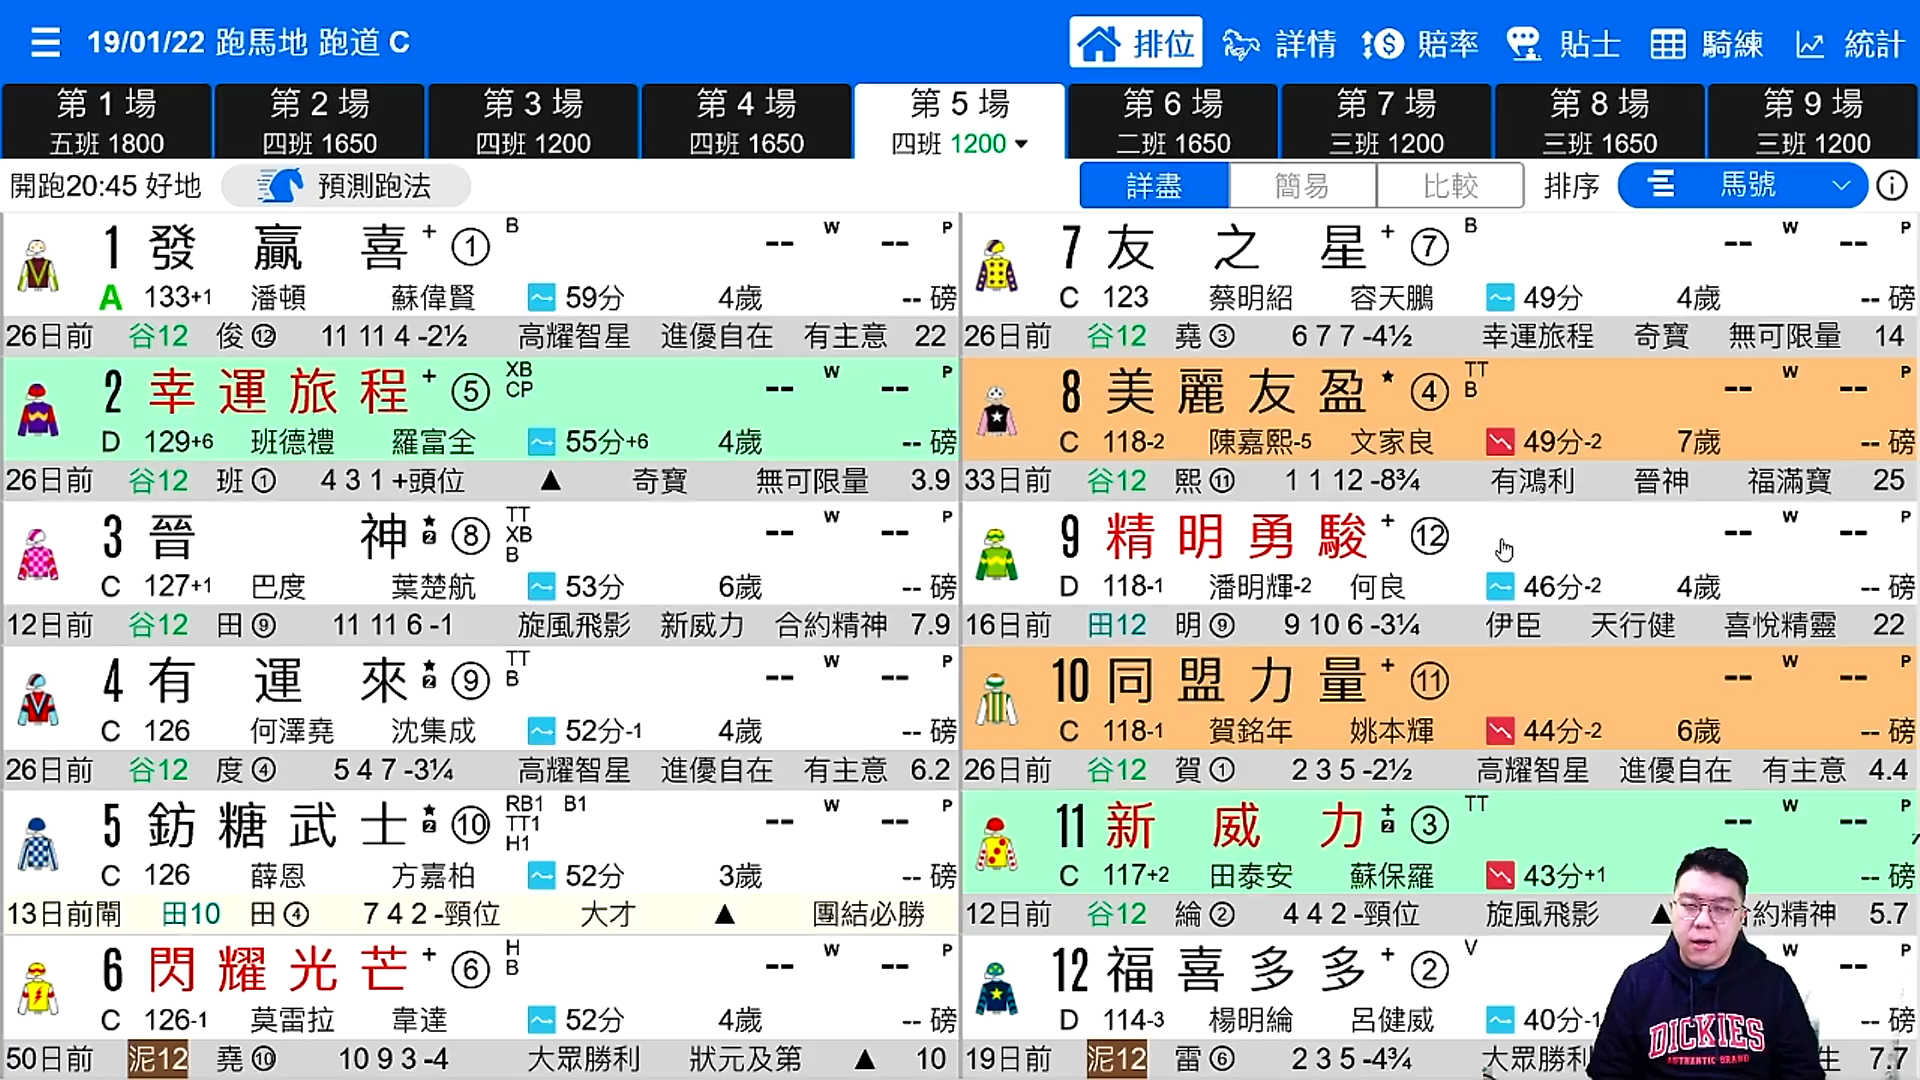 19/01/22 跑馬地 跑道 C
排位 詳情 賠率 貼士 騎練 統計
第 1 場 第 2 場 第 3 場 第 4 場 第 5 場 第 6 場 第 7 場 第 8 場 第 9 場
五班 1800 四班 1650 四班 1200 四班 1650 四班 1200 二班 1650 三班 1200 三班 1650 三班 1200
開跑20:45 好地 預測跑法 詳盡 簡易 比較 排序 馬號
1 發贏喜+ ① B -- W -- P
A 133+1 潘頓 蘇偉賢 59分 4歲 -- 磅
26日前 谷12 俊⑫ 11 11 4 -2½ 高耀智星 進優自在 有主意 22
2 幸運旅程+ ⑤ XB CP -- W -- P
D 129+6 班德禮 羅富全 55分+6 4歲 -- 磅
26日前 谷12 班① 4 3 1 +頭位 ▲ 奇寶 無可限量 3.9
3 晉神★2 ⑧ TT XB B -- W -- P
C 127+1 巴度 葉楚航 53分 6歲 -- 磅
12日前 谷12 田⑨ 11 11 6 -1 旋風飛影 新威力 合約精神 7.9
4 有運來★2 ⑨ TT B -- W -- P
C 126 何澤堯 沈集成 52分-1 4歲 -- 磅
26日前 谷12 度④ 5 4 7 -3¼ 高耀智星 進優自在 有主意 6.2
5 鈁糖武士★2 ⑩ RB1 B1 TT1 H1 -- W -- P
C 126 薛恩 方嘉柏 52分 3歲 -- 磅
13日前閘 田10 田④ 7 4 2 -頸位 大才 ▲ 團結必勝
6 閃耀光芒+ ⑥ H B -- W -- P
C 126-1 莫雷拉 韋達 52分 4歲 -- 磅
50日前 泥12 堯⑩ 10 9 3 -4 大眾勝利 狀元及第 ▲ 10
7 友之星+ ⑦ B -- W -- P
C 123 蔡明紹 容天鵬 49分 4歲 -- 磅
26日前 谷12 堯③ 6 7 7 -4½ 幸運旅程 奇寶 無可限量 14
8 美麗友盈★ ④ TT B -- W -- P
C 118-2 陳嘉熙-5 文家良 49分-2 7歲 -- 磅
33日前 谷12 熙⑪ 1 1 12 -8¾ 有鴻利 晉神 福滿寶 25
9 精明勇駿+ ⑫ -- W -- P
D 118-1 潘明輝-2 何良 46分-2 4歲 -- 磅
16日前 田12 明⑨ 9 10 6 -3¼ 伊臣 天行健 喜悅精靈 22
10 同盟力量+ ⑪ -- W -- P
C 118-1 賀銘年 姚本輝 44分-2 6歲 -- 磅
26日前 谷12 賀① 2 3 5 -2½ 高耀智星 進優自在 有主意 4.4
11 新威力+2 ③ TT -- W -- P
C 117+2 田泰安 蘇保羅 43分+1 -- 磅
12日前 谷12 綸② 4 4 2 -頸位 旋風飛影 ▲ 約精神 5.7
12 福喜多多+ ② V W -- P
D 114-3 楊明綸 呂健威 40分-1 -- 磅
19日前 泥12 雷⑥ 2 3 5 -4¾ 大眾勝利 生 7.7
DICKIES
AUTHENTIC BRAND